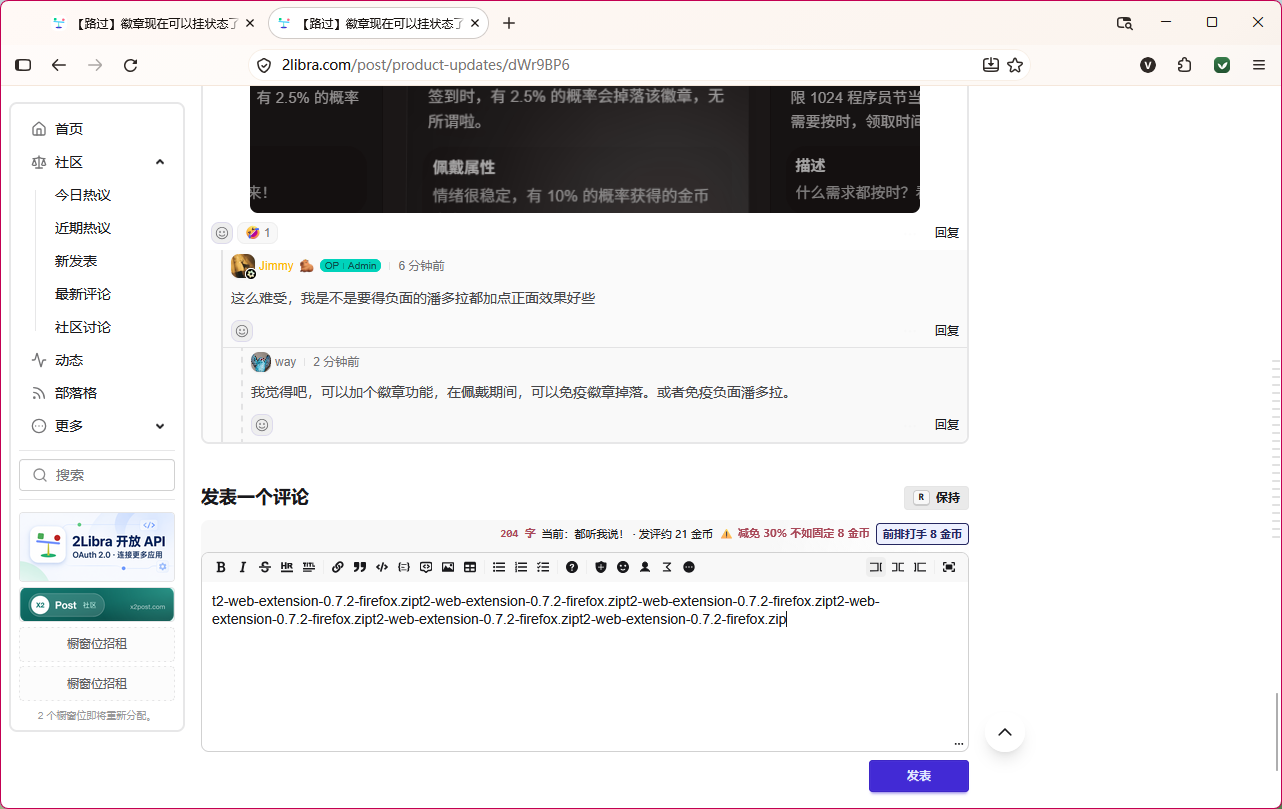 【路过】徽章现在可以挂状态了
【路过】徽章现在可以挂状态了
2libra.com/post/product-updates/dWr9BP6
V
首页
社区
今日热议
近期热议
新发表
最新评论
社区讨论
动态
部落格
更多
搜索
2Libra 开放 API
OAuth 2.0 · 连接更多应用
X2 Post 社区 x2post.com
橱窗位招租
橱窗位招租
2 个橱窗位即将重新分配。
有 2.5% 的概率
来！
签到时，有 2.5% 的概率会掉落该徽章，无
所谓啦。
佩戴属性
情绪很稳定，有 10% 的概率获得的金币
限 1024 程序员节当
需要按时，领取时间
描述
什么需求都按时？看
1
回复
Jimmy OP Admin 6 分钟前
这么难受，我是不是要得负面的潘多拉都加点正面效果好些
回复
way 2 分钟前
我觉得吧，可以加个徽章功能，在佩戴期间，可以免疫徽章掉落。或者免疫负面潘多拉。
回复
发表一个评论
R 保持
204 字 当前：都听我说！ · 发评约 21 金币 减免 30% 不如固定 8 金币 前排打手 8 金币
B I S HR TITL
t2-web-extension-0.7.2-firefox.zipt2-web-extension-0.7.2-firefox.zipt2-web-extension-0.7.2-firefox.zipt2-web-
extension-0.7.2-firefox.zipt2-web-extension-0.7.2-firefox.zipt2-web-extension-0.7.2-firefox.zip
发表